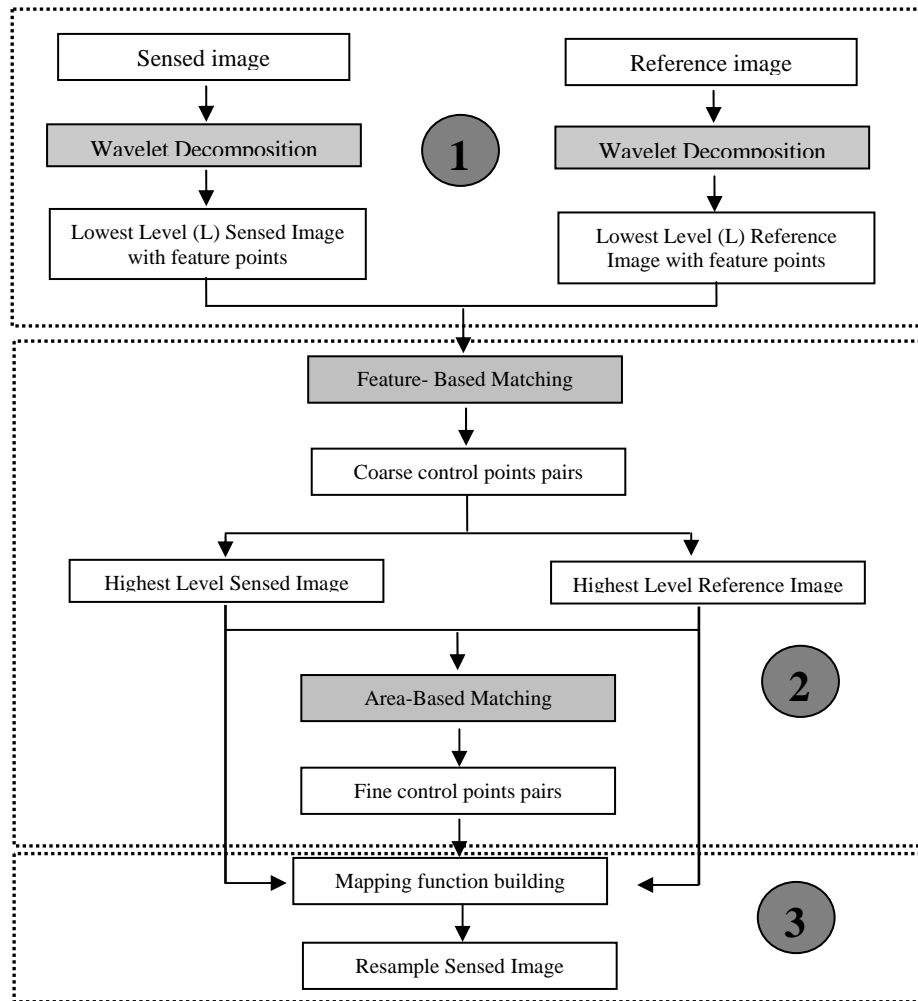 Sensed image
Reference image
Wavelet Decomposition
1
Wavelet Decomposition
Lowest Level (L) Sensed Image
with feature points
Lowest Level (L) Reference
Image with feature points
Feature- Based Matching
Coarse control points pairs
Highest Level Sensed Image
Highest Level Reference Image
2
Area-Based Matching
Fine control points pairs
Mapping function building
3
Resample Sensed Image